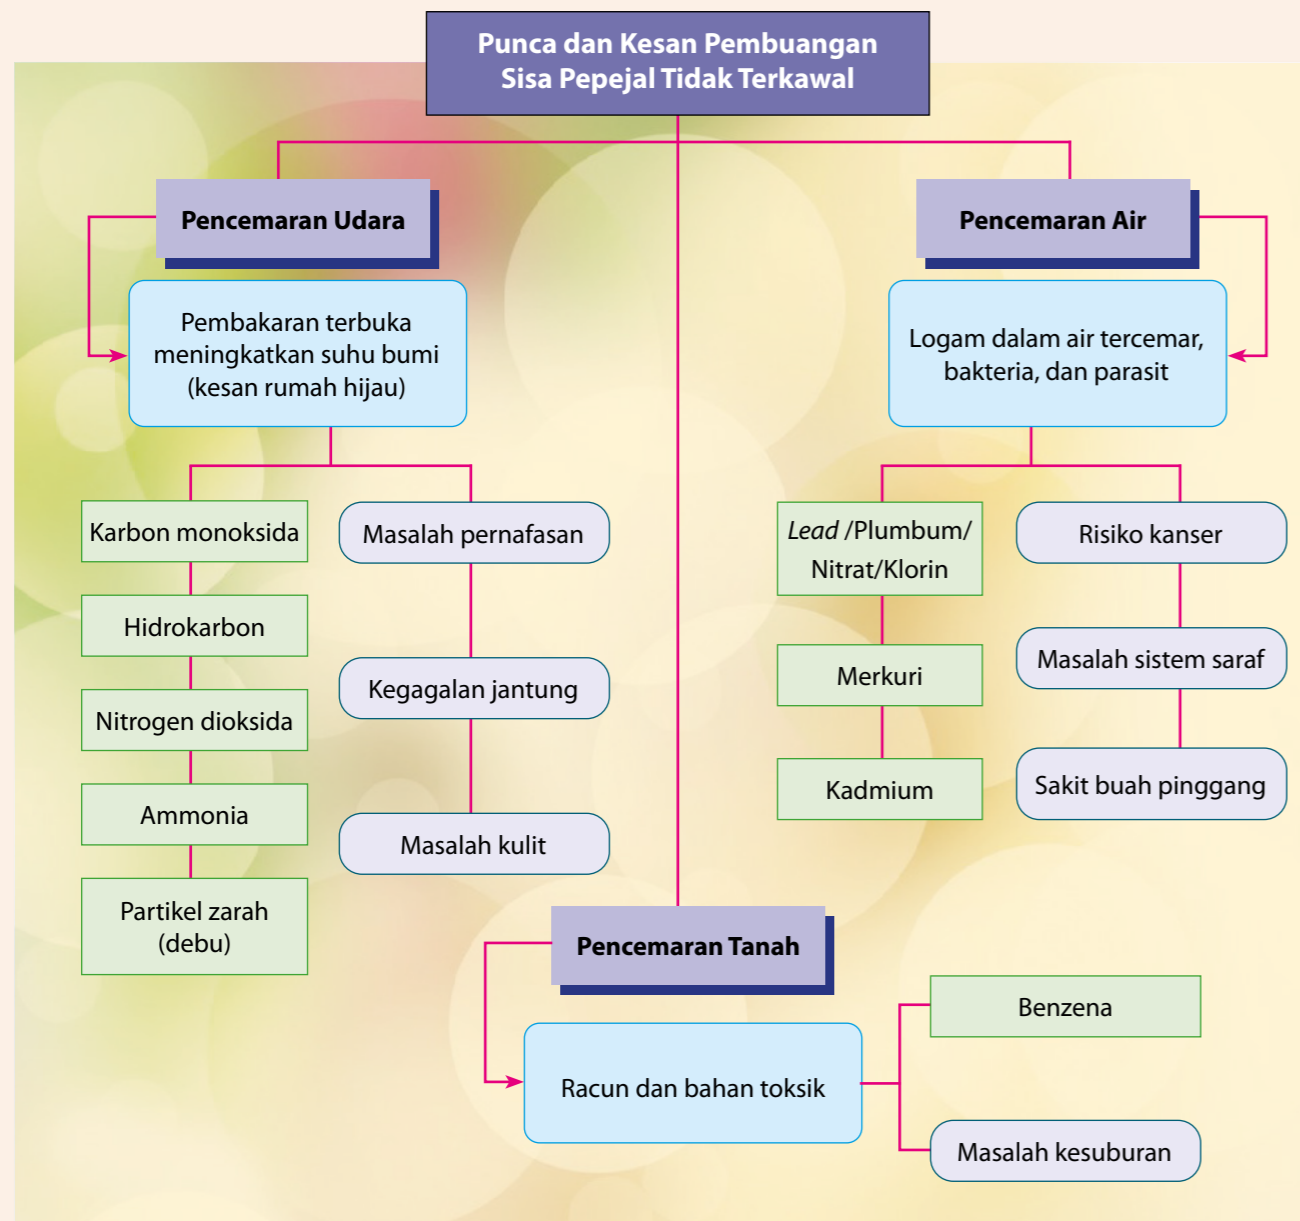 Punca dan Kesan Pembuangan
Sisa Pepejal Tidak Terkawal
Pencemaran Udara
Pembakaran terbuka
meningkatkan suhu bumi
(kesan rumah hijau)
Karbon monoksida
Hidrokarbon
Nitrogen dioksida
Ammonia
Partikel zarah
(debu)
Masalah pernafasan
Kegagalan jantung
Masalah kulit
Pencemaran Air
Logam dalam air tercemar,
bakteria, dan parasit
Lead /Plumbum/
Nitrat/Klorin
Merkuri
Kadmium
Risiko kanser
Masalah sistem saraf
Sakit buah pinggang
Pencemaran Tanah
Racun dan bahan toksik
Benzena
Masalah kesuburan